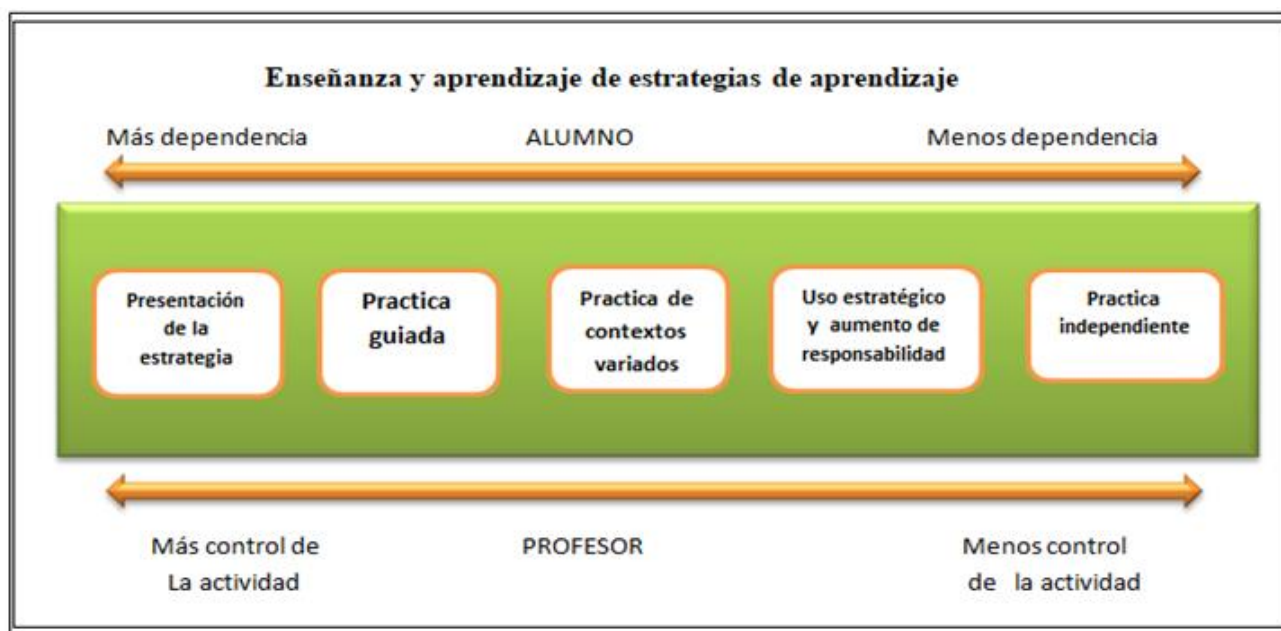 Enseñanza y aprendizaje de estrategias de aprendizaje
Más dependencia
ALUMNO
Menos dependencia
Presentación
de la
estrategia
Practica
guiada
Practica de
contextos
variados
Uso estratégico
y aumento de
responsabilidad
Practica
independiente
Más control de
La actividad
PROFESOR
Menos control
de la actividad